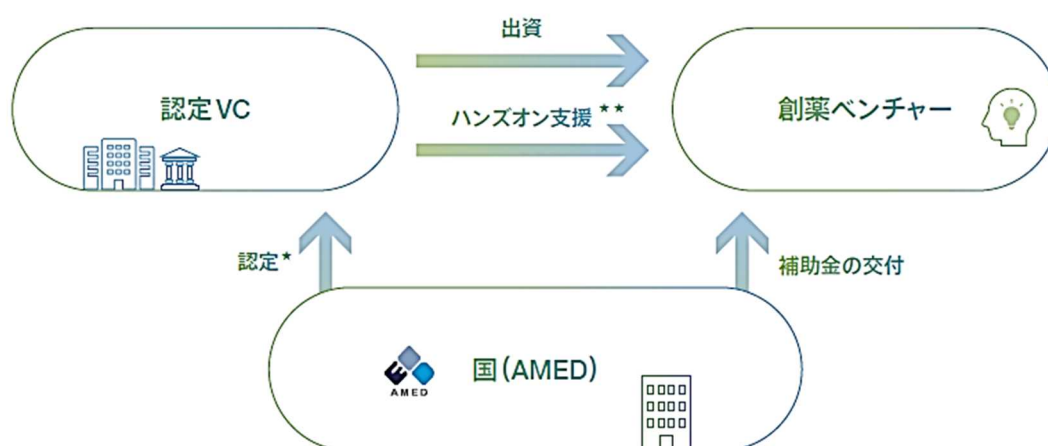 出資
認定VC
ハンズオン支援★★
創薬ベンチャー
認定★
補助金の交付
AMED
国(AMED)